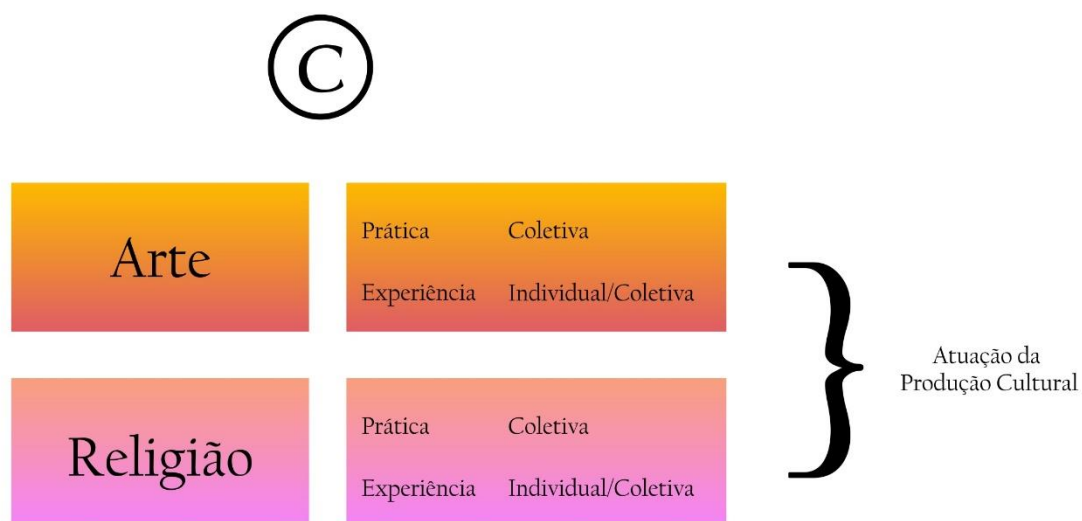 C
Arte
Prática Coletiva
Experiência Individual/Coletiva
Religião
Prática Coletiva
Experiência Individual/Coletiva
Atuação da
Produção Cultural